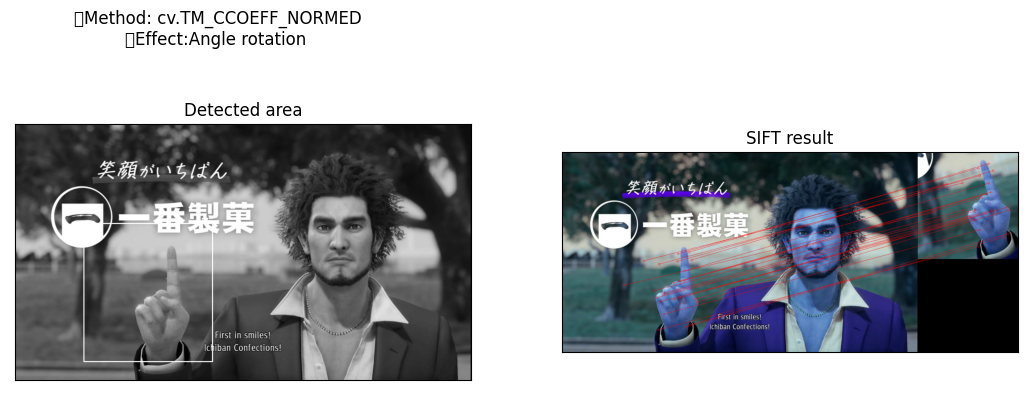 Method: cv.TM_CCOEFF_NORMED
Effect:Angle rotation
Detected area
笑顔がいちばん
一番製菓
First in smiles!
Ichiban Confections!
SIFT result
笑顔がいちばん
一番製菓
First in smiles!
Ichiban Confections!